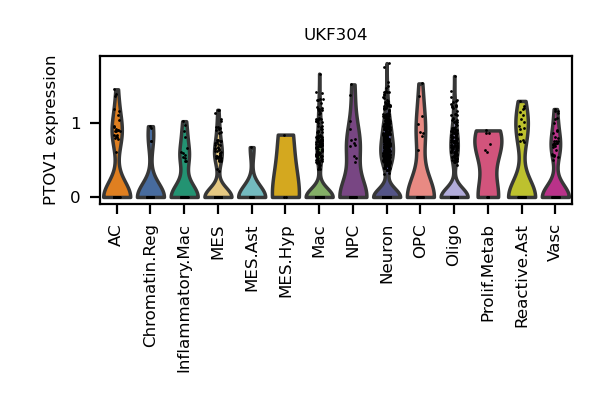 UKF304
PTOV1 expression
1
0
AC
Chromatin.Reg
Inflammatory.Mac
MES
MES.Ast
MES.Hyp
Mac
NPC
Neuron
OPC
Oligo
Prolif.Metab
Reactive.Ast
Vasc